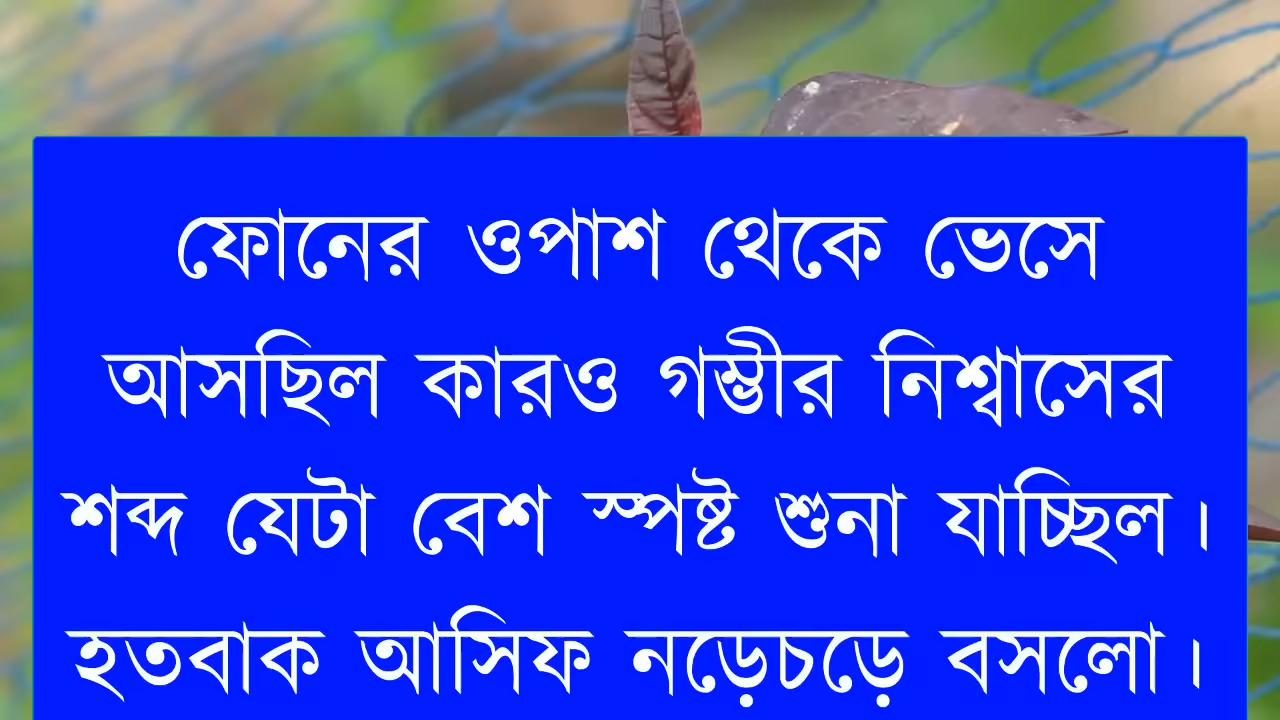 ফোনের ওপাশ থেকে ভেসে
আসছিল কারও গম্ভীর নিশ্বাসের
শব্দ যেটা বেশ স্পষ্ট শুনা যাচ্ছিল।
হতবাক আসিফ নড়েচড়ে বসলো।